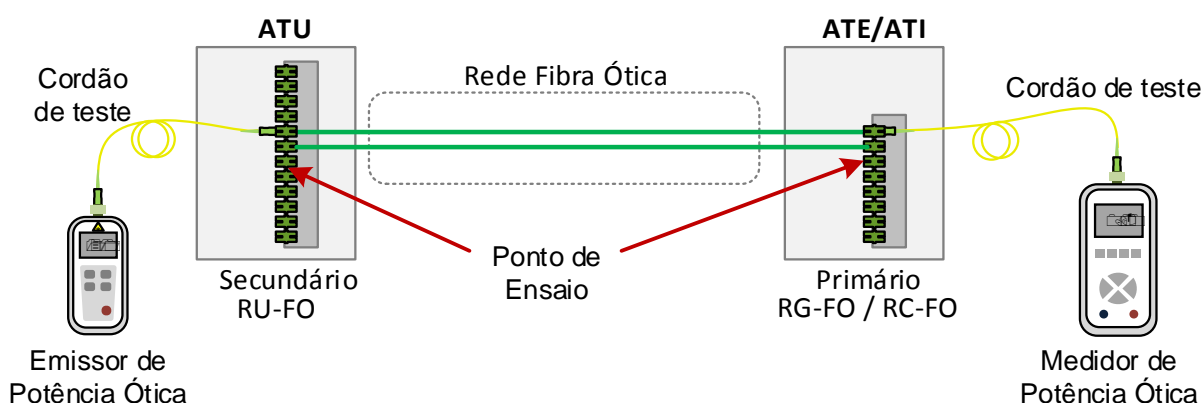 ATU
ATE/ATI
Cordão
de teste
Rede Fibra Ótica
Cordão de teste
Ponto de
Ensaio
Secundário
RU-FO
Primário
RG-FO / RC-FO
Emissor de
Potência Ótica
Medidor de
Potência Ótica